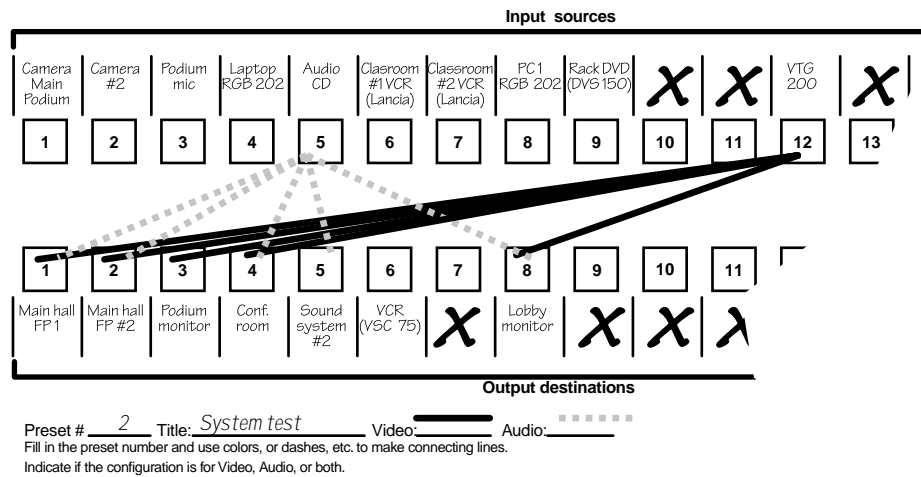 Input sources
Camera Main Podium
Camera #2
Podium mic
Laptop RGB 202
Audio CD
Clasroom #1 VCR (Lancia)
Classroom #2 VCR (Lancia)
PC 1 RGB 202
Rack DVD (DVS 150)
X
X
VTG 200
X
1 2 3 4 5 6 7 8 9 10 11 12 13
1 2 3 4 5 6 7 8 9 10 11
Main hall FP 1
Main hall FP #2
Podium monitor
Conf. room
Sound system #2
VCR (VSC 75)
X
Lobby monitor
X
X
X
Output destinations
Preset # 2 Title: System test Video: Audio:
Fill in the preset number and use colors, or dashes, etc. to make connecting lines.
Indicate if the configuration is for Video, Audio, or both.